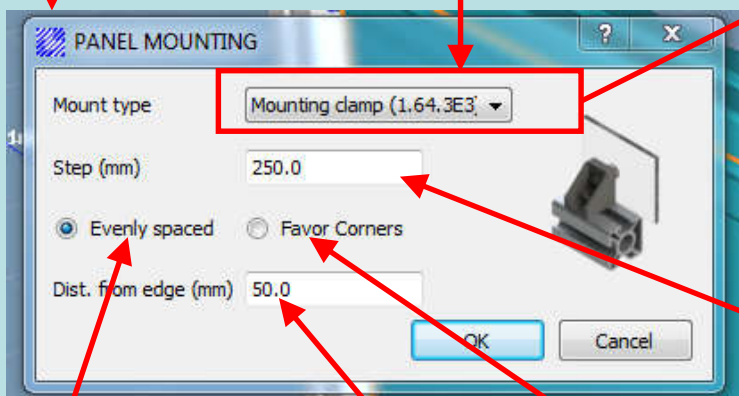 PANEL MOUNTING
Mount type Mounting clamp (1.64.3E3)
Step (mm) 250.0
Evenly spaced Favor Corners
Dist. from edge (mm) 50.0
OK Cancel